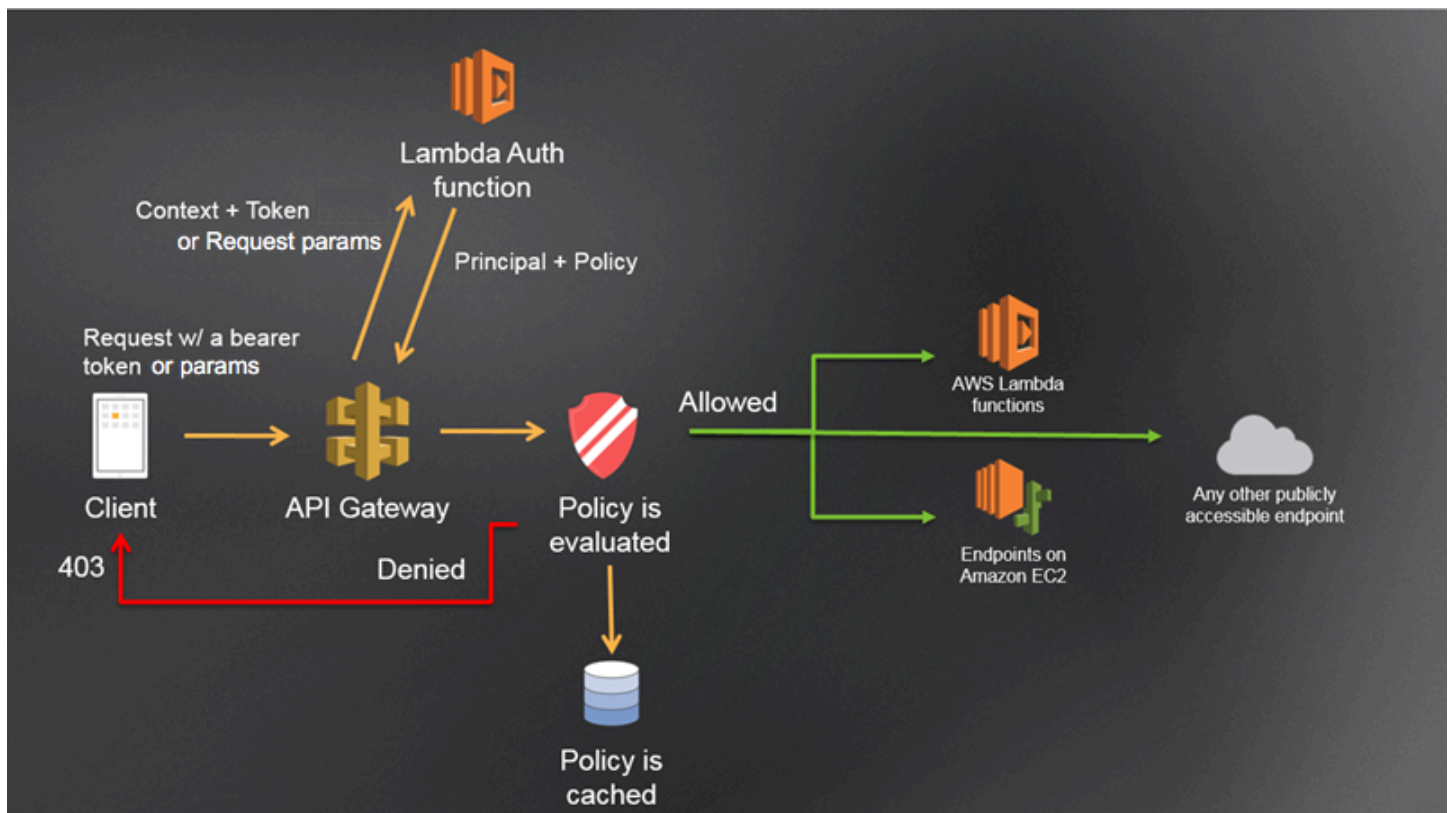 Lambda Auth
function
Context + Token
or Request params
Principal + Policy
Request w/ a bearer
token or params
Client
API Gateway
Policy is
evaluated
Allowed
AWS Lambda
functions
Any other publicly
accessible endpoint
Endpoints on
Amazon EC2
403
Denied
Policy is
cached